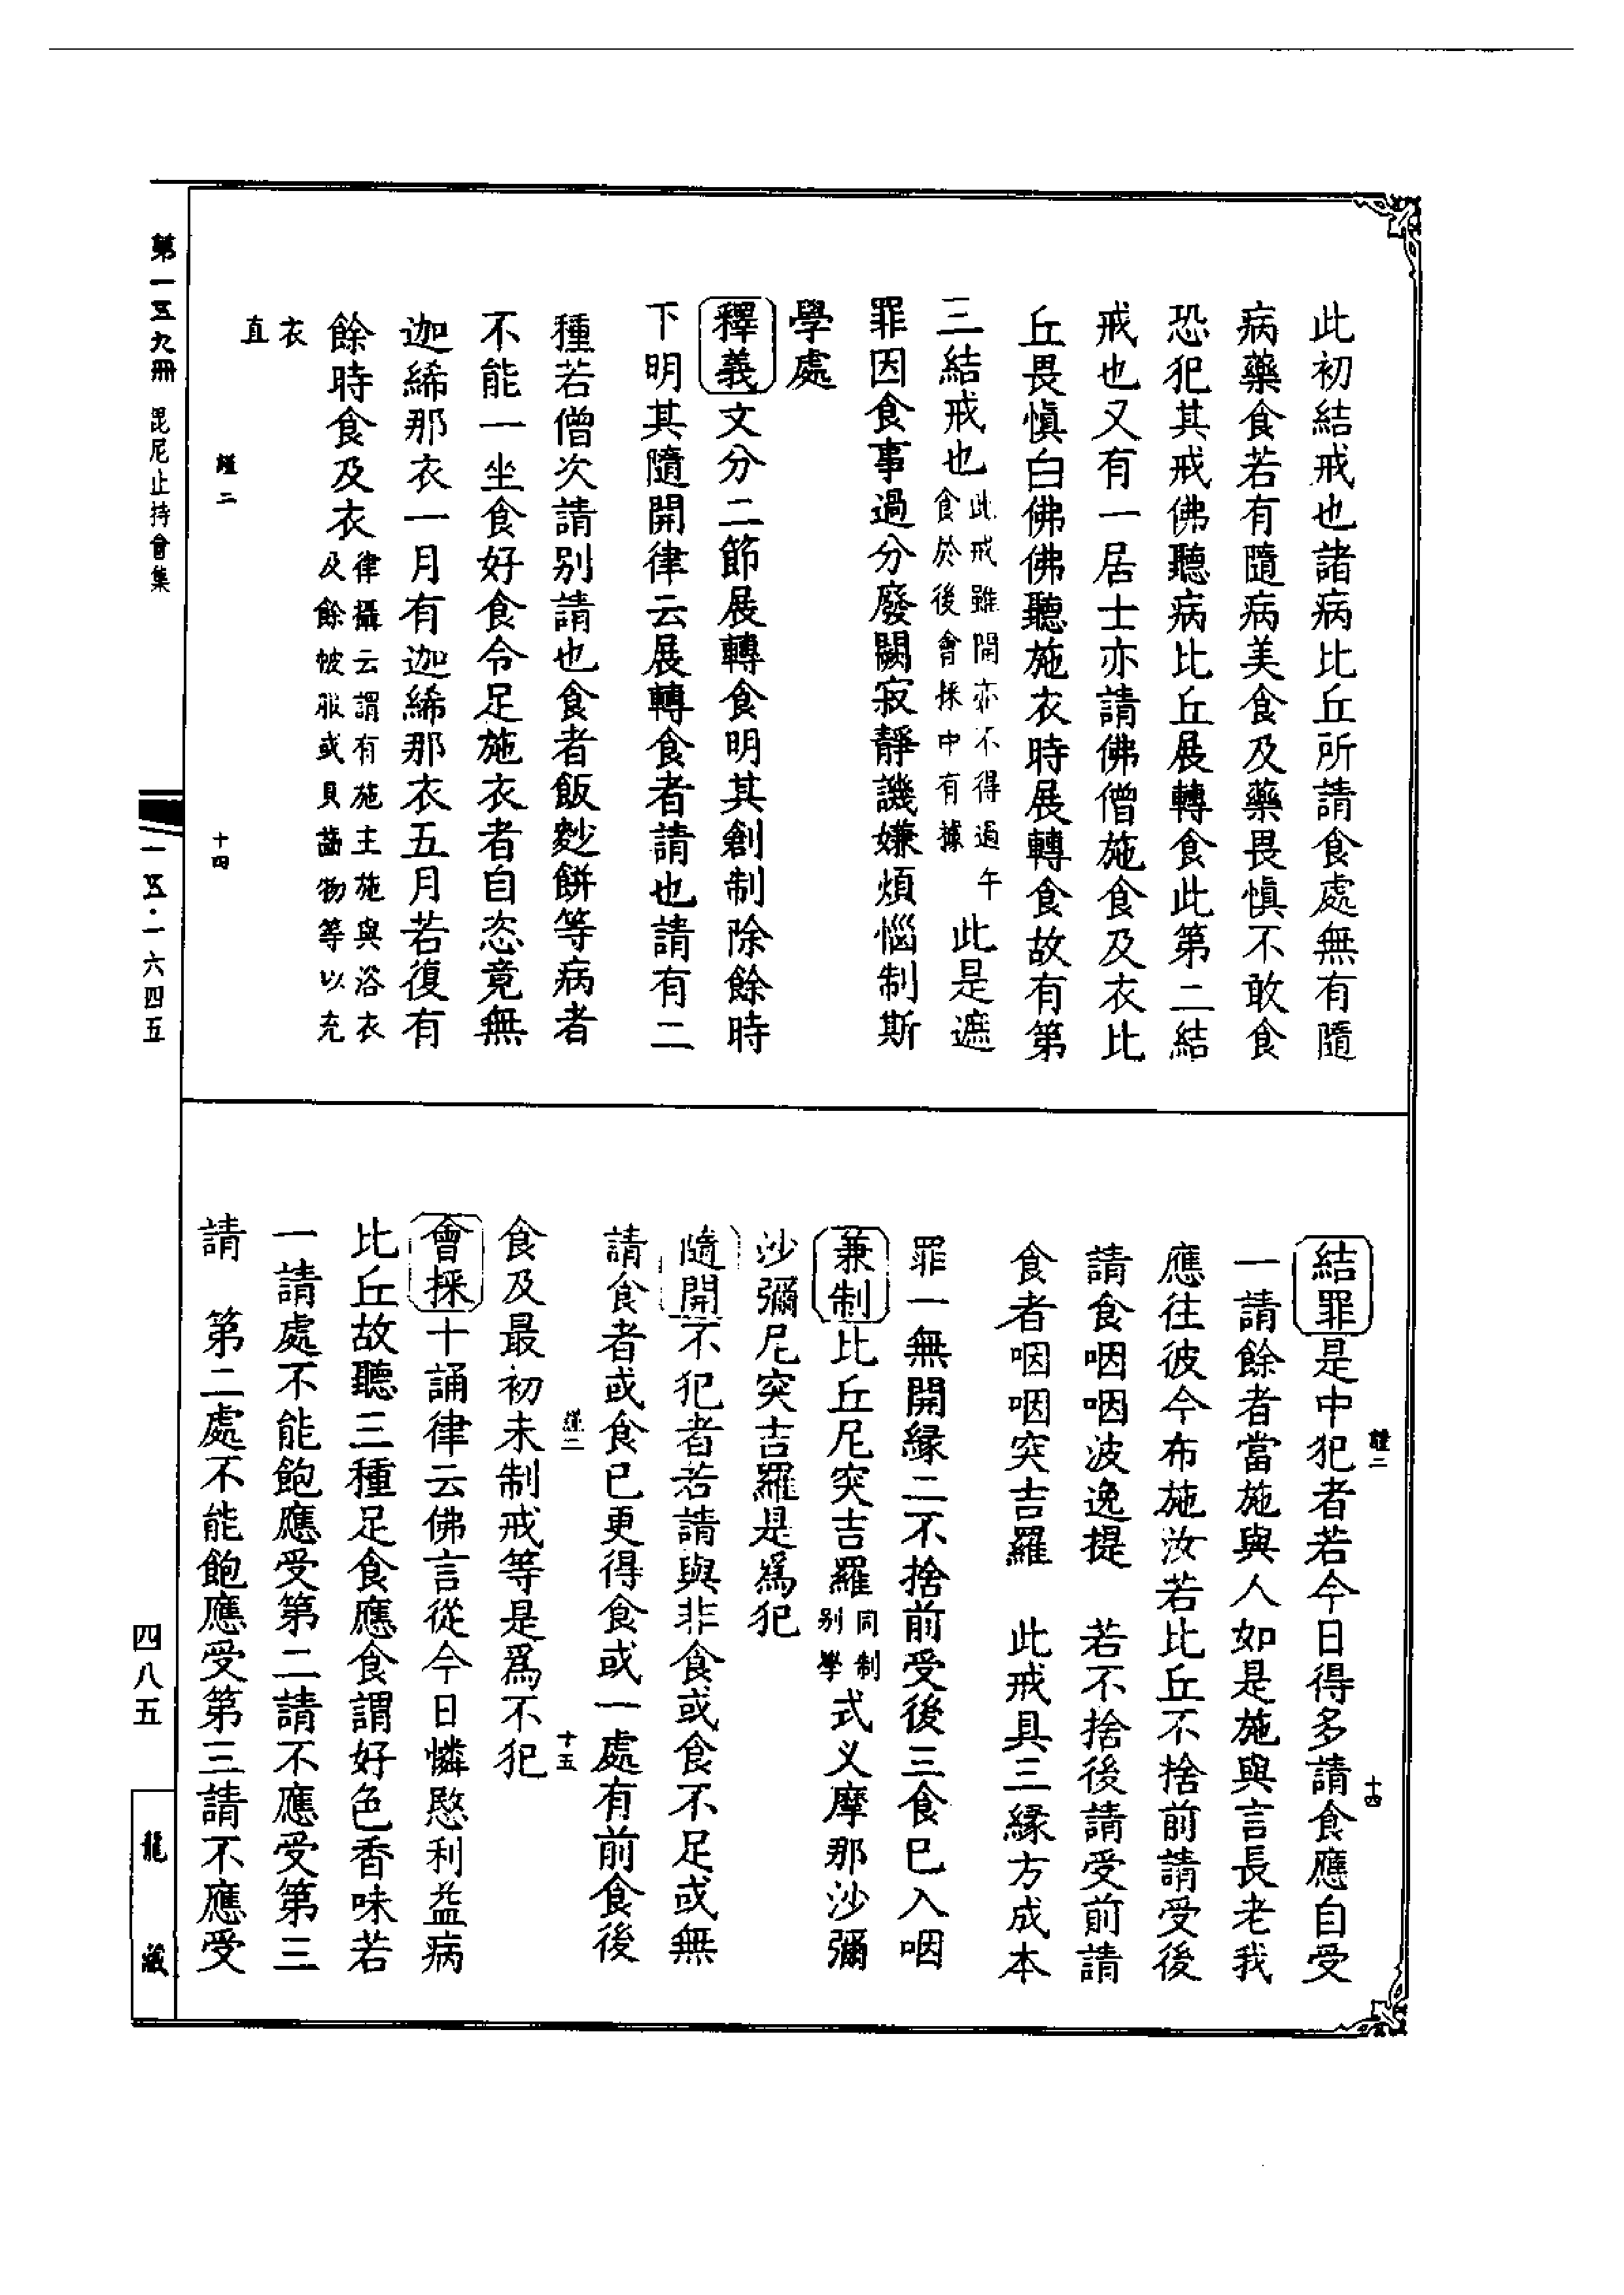 此初結戒也諸病比丘所請食處無有隨
病藥食若有隨病美食及藥畏慎不敢食
恐犯其戒佛聽病比丘展轉食此第二結
戒也又有一居士亦請佛僧施食及衣比
丘畏慎白佛佛聽施衣時展轉食故有第
三結戒也此戒雖開亦不得過午食於後會採中有據此是遮
罪因食事過分廢闕寂靜譏嫌煩惱制斯
學處
釋義文分二節展轉食明其創制除餘時
下明其隨開律云展轉食者請也請有二
種若僧次請別請也食者飯麨餅等病者
不能一坐食好食令足施衣者自恣竟無
迦絺那衣一月有迦絺那衣五月若復有
餘時食及衣律攝云謂有施主施與浴衣及餘帔服或貝齒物等以充
衣
直
謹二
十四
結罪是中犯者若今日得多請食應自受
一請餘者當施與人如是施與言長老我
應往彼今布施汝若比丘不捨前請受後
請食咽咽波逸提 若不捨後請受前請
食者咽咽突吉羅 此戒具三緣方成本
罪一無開緣二不捨前受後三食已入咽
兼制比丘尼突吉羅同制別學式叉摩那沙彌
沙彌尼突吉羅是為犯
隨開不犯者若請與非食或食不足或無
請食者或食已更得食或一處有前食後
食及最初未制戒等是為不犯
會採十誦律云佛言從今日憐愍利益病
比丘故聽三種足食應食謂好色香味若
一請處不能飽應受第二請不應受第三
請 第二處不能飽應受第三請不應受
謹二
十四
謹二
十五
第一五九冊 毘尼止持會集
一五·一六四五
四八五
龍藏